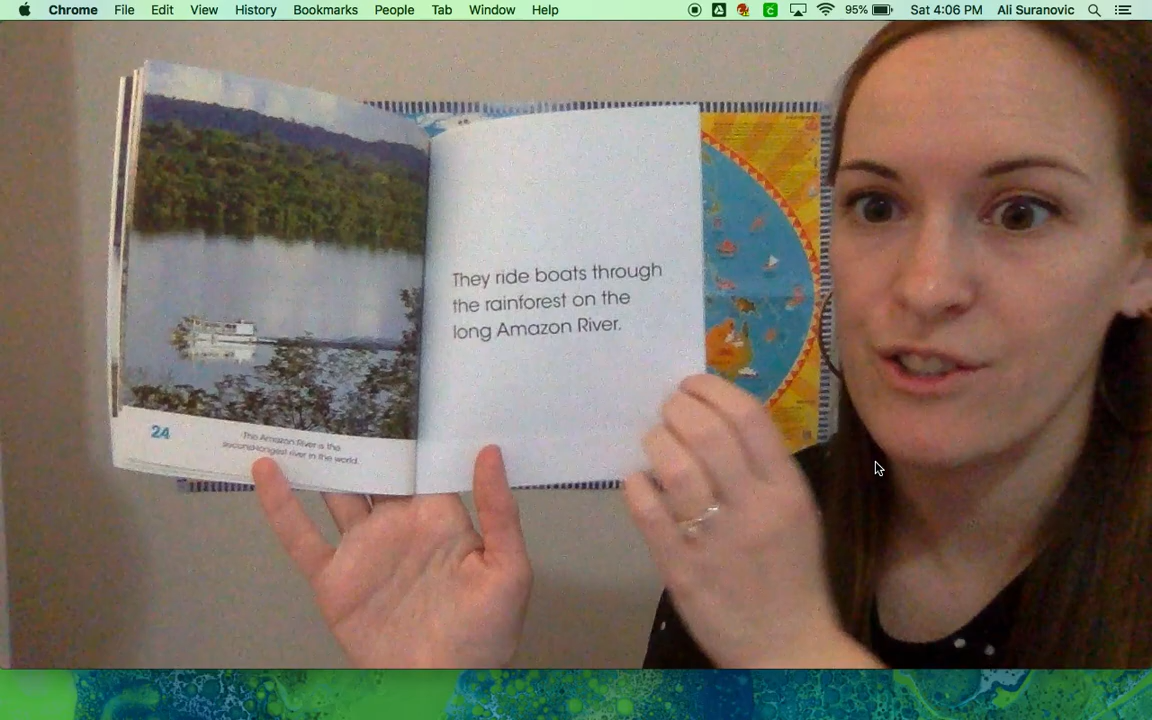 Chrome File Edit View History Bookmarks People Tab Window Help 95% Sat 4:06 PM Ali Suranovic
They ride boats through
the rainforest on the
long Amazon River.
24
The Amazon River is the
second-longest river in the world.